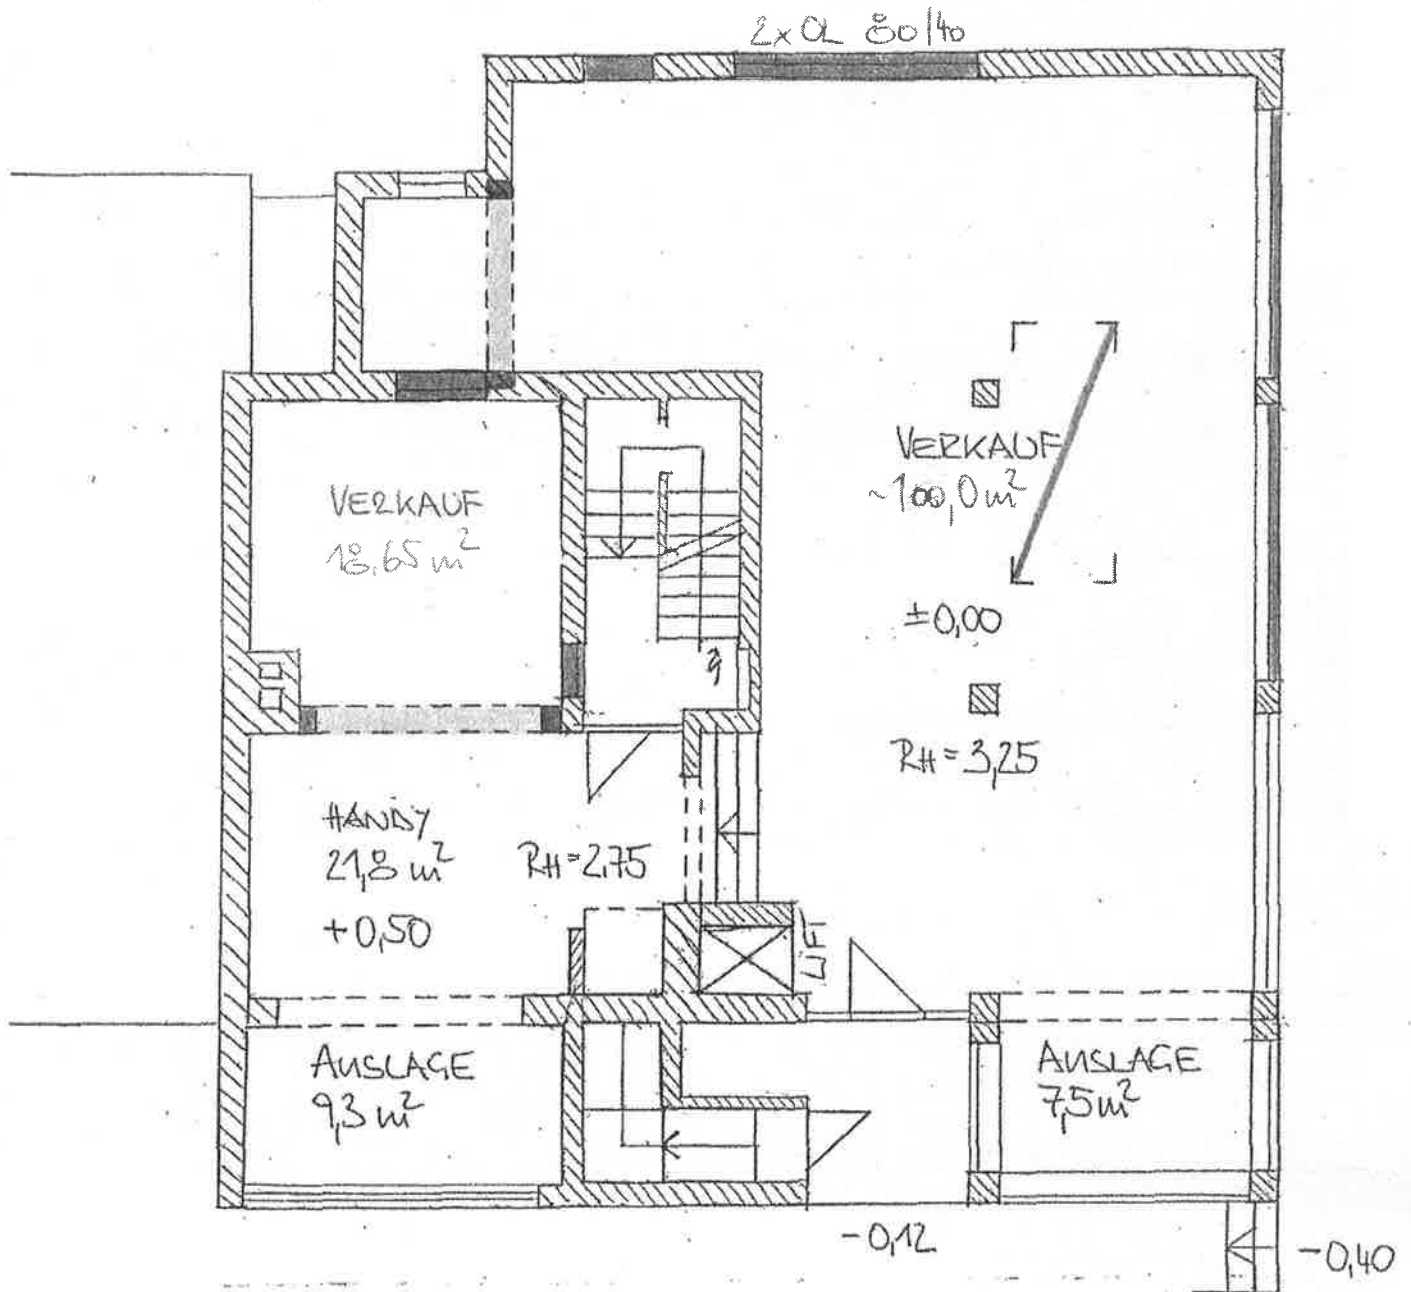 2x OL 80/40
VERKAUF
~100,0 m²
±0,00
RH=3,25
VERKAUF
18,65 m²
HANDY
21,8 m²
+0,50
RH=2,75
LIFT
AUSLAGE
9,3 m²
AUSLAGE
7,5 m²
-0,12
-0,40